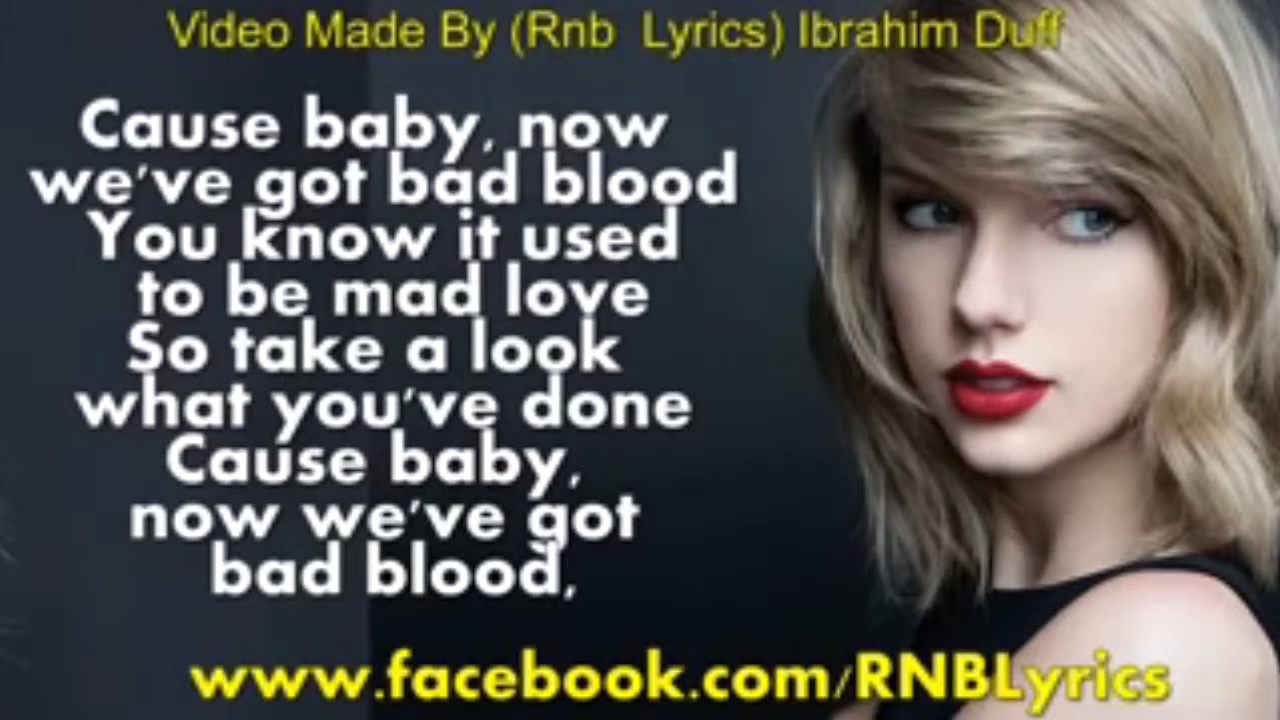 Video Made By (Rnb Lyrics) Ibrahim Duff
Cause baby, now
we've got bad blood
You know it used
to be mad love
So take a look
what you've done
Cause baby,
now we've got
bad blood,
www.facebook.com/RNBLyrics